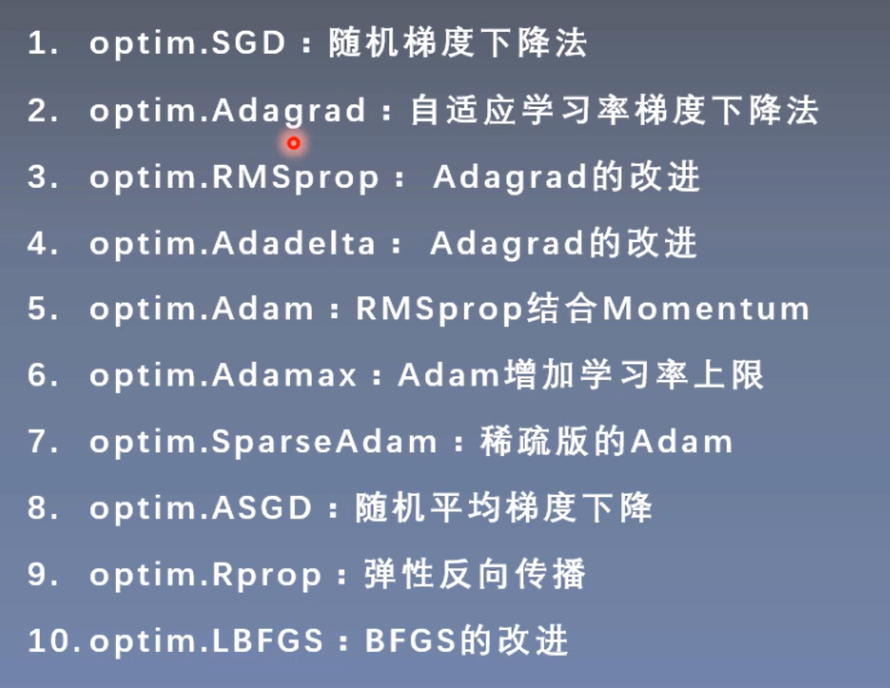 1. optim.SGD：随机梯度下降法
2. optim.Adagrad：自适应学习率梯度下降法
3. optim.RMSprop： Adagrad的改进
4. optim.Adadelta： Adagrad的改进
5. optim.Adam：RMSprop结合Momentum
6. optim.Adamax：Adam增加学习率上限
7. optim.SparseAdam：稀疏版的Adam
8. optim.ASGD：随机平均梯度下降
9. optim.Rprop：弹性反向传播
10. optim.LBFGS：BFGS的改进